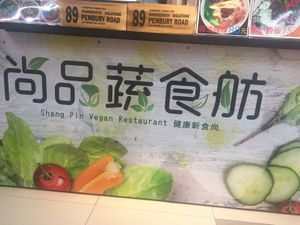 89
PEMBURY ROAD
89
PEMBURY ROAD
尚品蔬食舫
Shang Pin Vegan Restaurant 健康新食尚